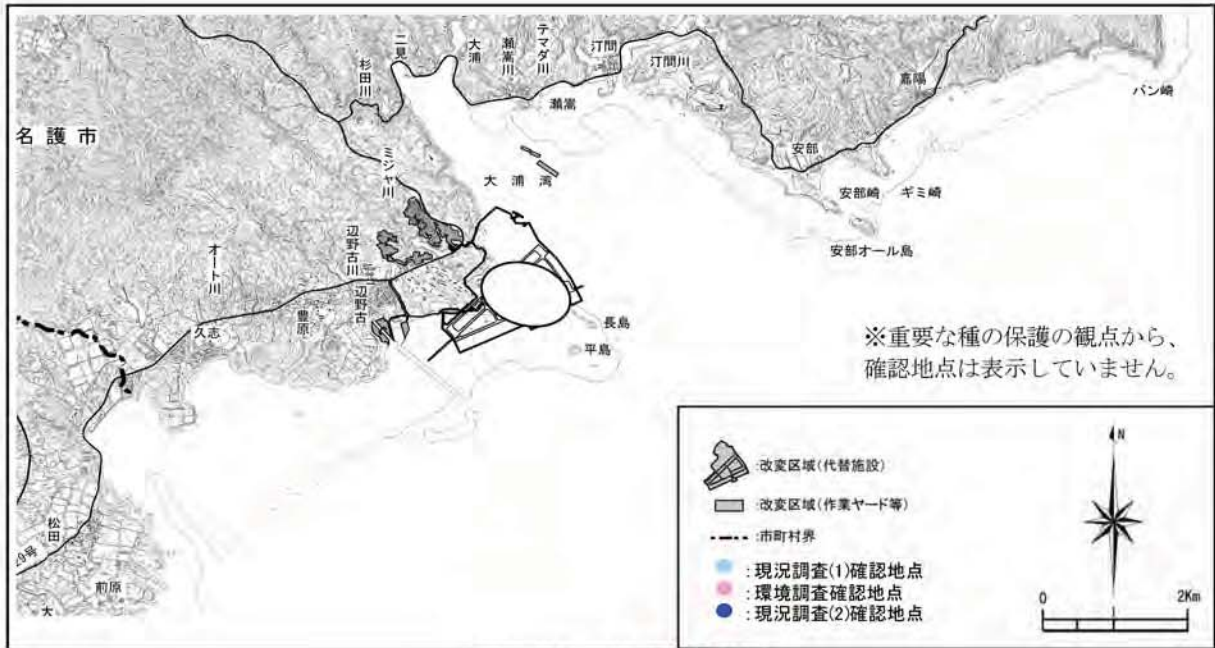 名護市
杉田川
二見
大浦
瀬嵩川
テマダ川
汀間
汀間川
瀬嵩
嘉陽
バン崎
安部
安部崎
ギミ崎
安部オール島
大浦湾
ミジャ川
辺野古川
辺野古
オート川
豊原
久志
長島
平島
松田
前原
大
29号
※重要な種の保護の観点から、
確認地点は表示していません。
:改変区域(代替施設)
:改変区域(作業ヤード等)
:市町村界
:現況調査(1)確認地点
:環境調査確認地点
:現況調査(2)確認地点
N
0 2Km